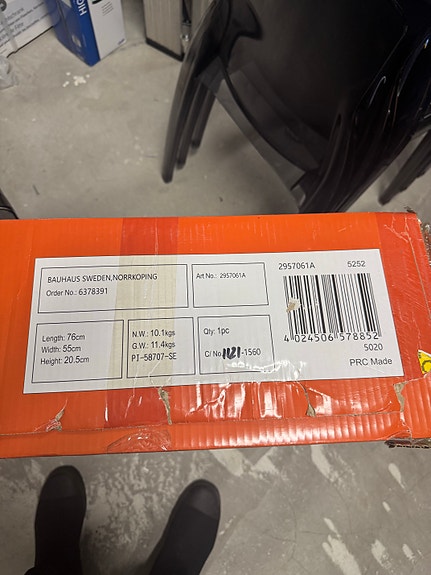 BAUHAUS SWEDEN,NORRKOPING
Order No.: 6378391
Art No.: 2957061A
2957061A 5252
Length: 76cm
Width: 55cm
Height: 20.5cm
N.W.: 10.1kgs
G.W.: 11.4kgs
PI-58707-SE
Qty: 1pc
C/No. 1121-1560
4 024506 578852
5020
PRC Made